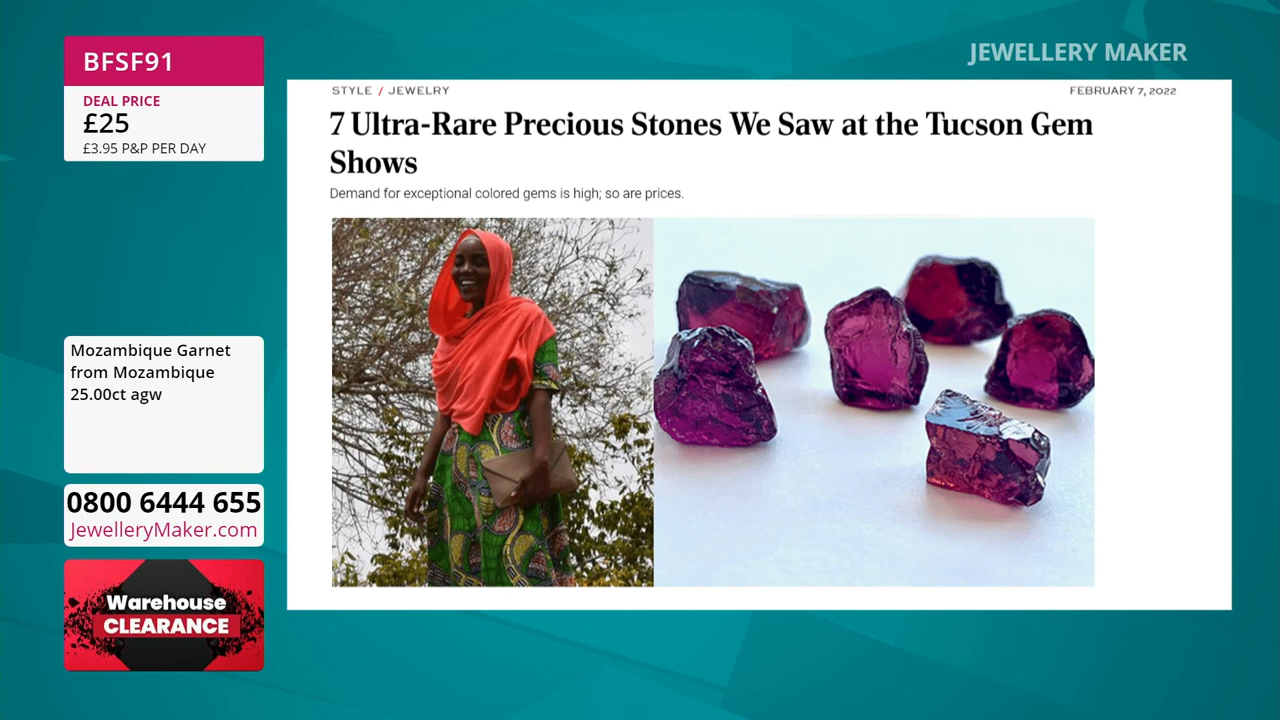 BFSF91
DEAL PRICE
£25
£3.95 P&P PER DAY
JEWELLERY MAKER
STYLE / JEWELRY
FEBRUARY 7, 2022
7 Ultra-Rare Precious Stones We Saw at the Tucson Gem
Shows
Demand for exceptional colored gems is high; so are prices.
Mozambique Garnet
from Mozambique
25.00ct agw
0800 6444 655
JewelleryMaker.com
Warehouse
CLEARANCE